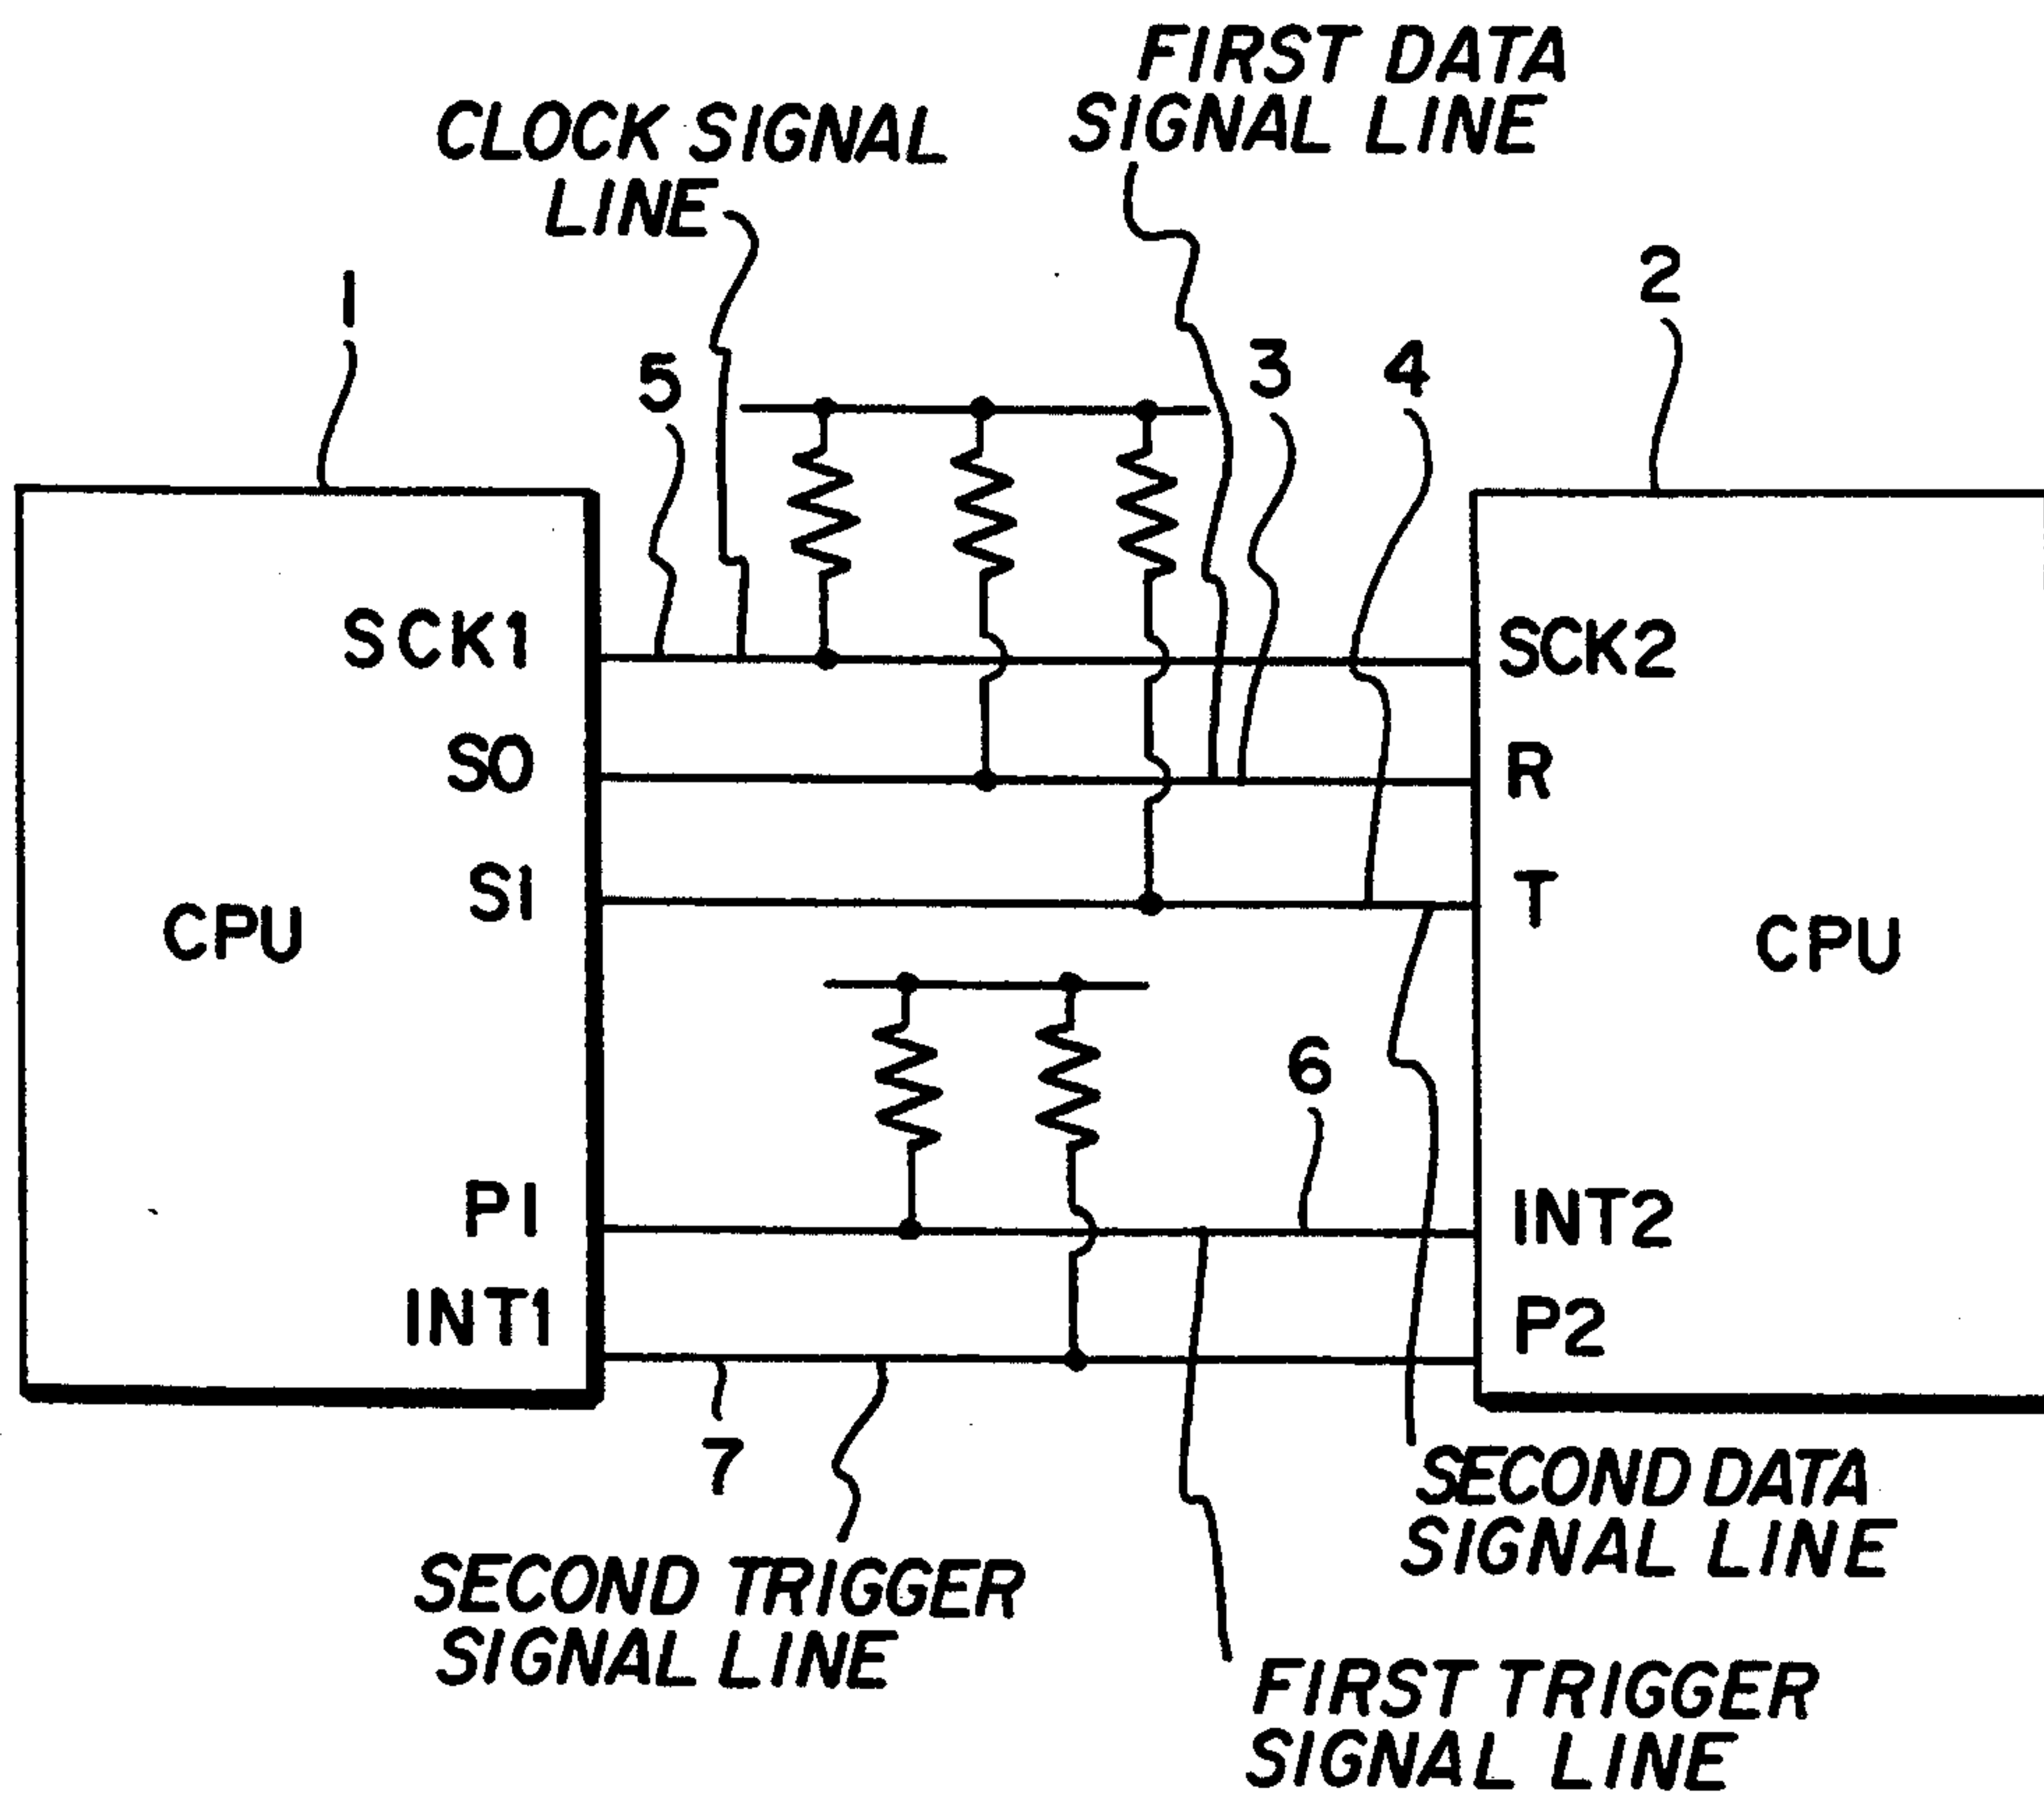 FIRST DATA
SIGNAL LINE
CLOCK SIGNAL
LINE
1
2
5
3
4
SCK1
SCK2
SO
R
SI
T
CPU
CPU
6
P1
INT2
INT1
P2
7
SECOND DATA
SIGNAL LINE
SECOND TRIGGER
SIGNAL LINE
FIRST TRIGGER
SIGNAL LINE